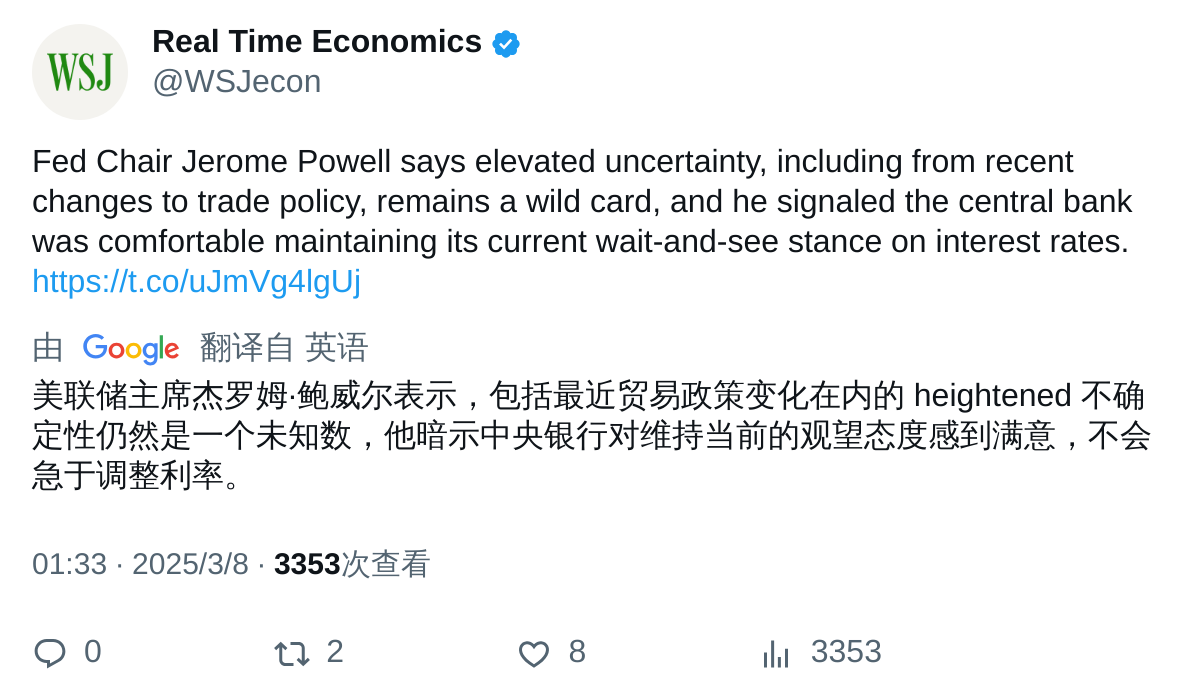 WSJ
Real Time Economics
@WSJecon
Fed Chair Jerome Powell says elevated uncertainty, including from recent
changes to trade policy, remains a wild card, and he signaled the central bank
was comfortable maintaining its current wait-and-see stance on interest rates.
https://t.co/uJmVg4lgUj
由 Google 翻译自 英语
美联储主席杰罗姆·鲍威尔表示，包括最近贸易政策变化在内的 heightened 不确
定性仍然是一个未知数，他暗示中央银行对维持当前的观望态度感到满意，不会
急于调整利率。
01:33 · 2025/3/8 · 3353次查看
0 2 8 3353